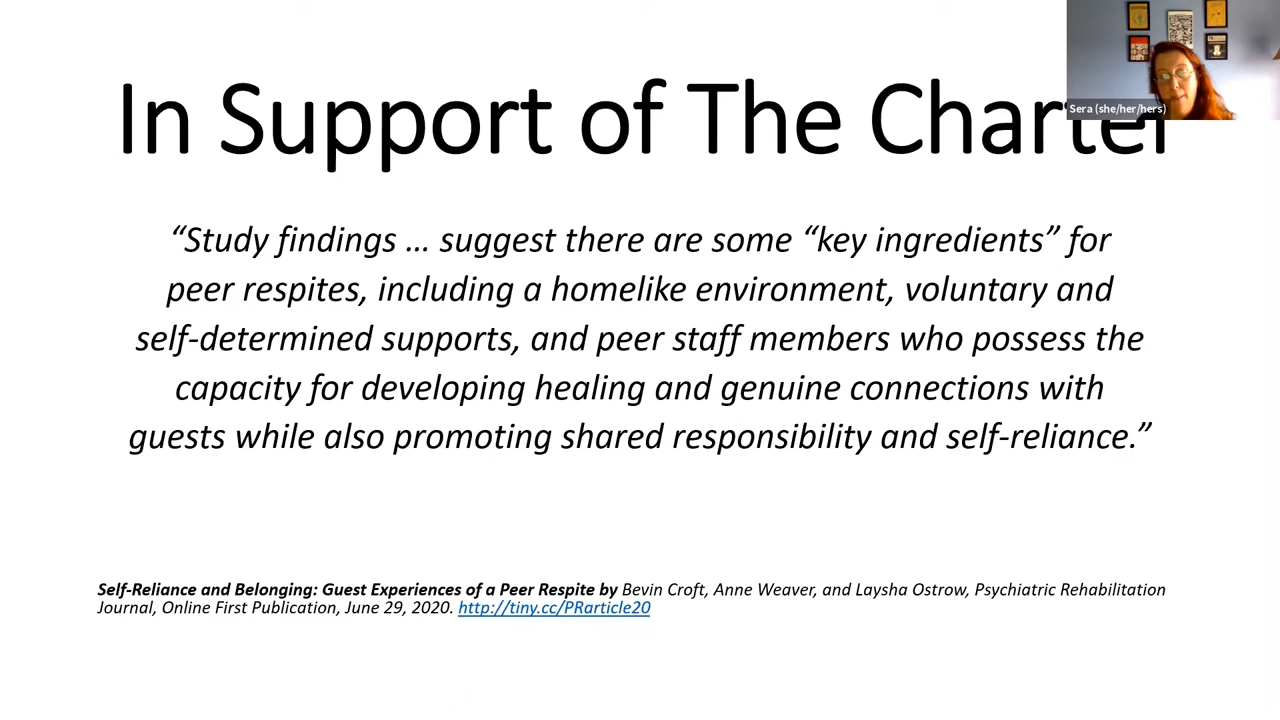 In Support of The Charter
Sera (she/her/hers)
“Study findings … suggest there are some “key ingredients” for
peer respites, including a homelike environment, voluntary and
self-determined supports, and peer staff members who possess the
capacity for developing healing and genuine connections with
guests while also promoting shared responsibility and self-reliance.”
Self-Reliance and Belonging: Guest Experiences of a Peer Respite by Bevin Croft, Anne Weaver, and Laysha Ostrow, Psychiatric Rehabilitation
Journal, Online First Publication, June 29, 2020. http://tiny.cc/PRarticle20